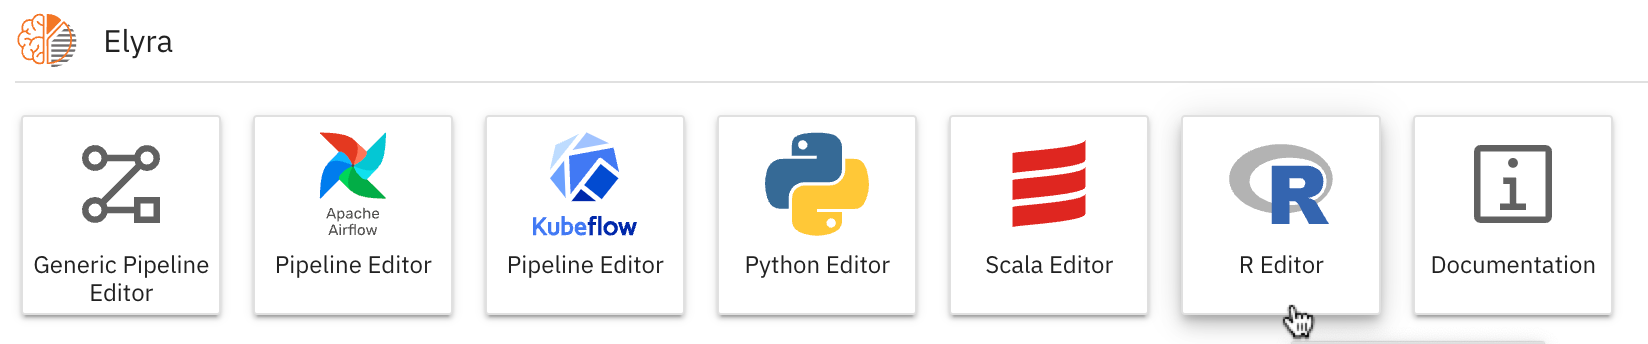 Elyra
Generic Pipeline
Editor
Apache
Airflow
Pipeline Editor
Kubeflow
Pipeline Editor
Python Editor
Scala Editor
R
R Editor
i
Documentation